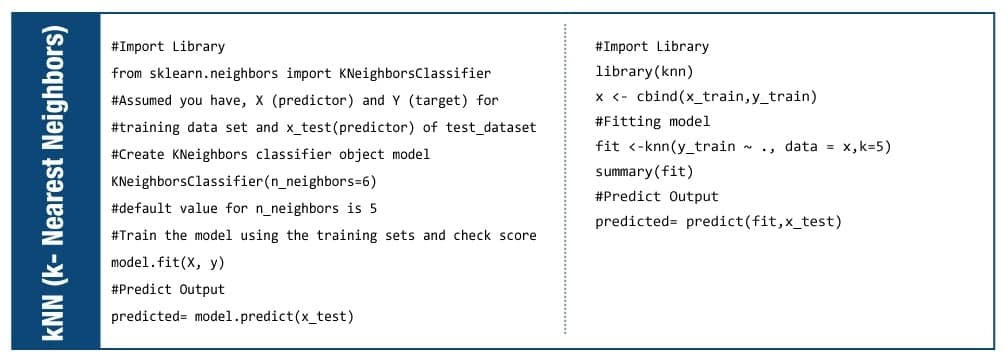 kNN (k- Nearest Neighbors)
#Import Library
from sklearn.neighbors import KNeighborsClassifier
#Assumed you have, X (predictor) and Y (target) for
#training data set and x_test(predictor) of test_dataset
#Create KNeighbors classifier object model
KNeighborsClassifier(n_neighbors=6)
#default value for n_neighbors is 5
#Train the model using the training sets and check score
model.fit(X, y)
#Predict Output
predicted= model.predict(x_test)
#Import Library
library(knn)
x <- cbind(x_train,y_train)
#Fitting model
fit <-knn(y_train ~ ., data = x,k=5)
summary(fit)
#Predict Output
predicted= predict(fit,x_test)